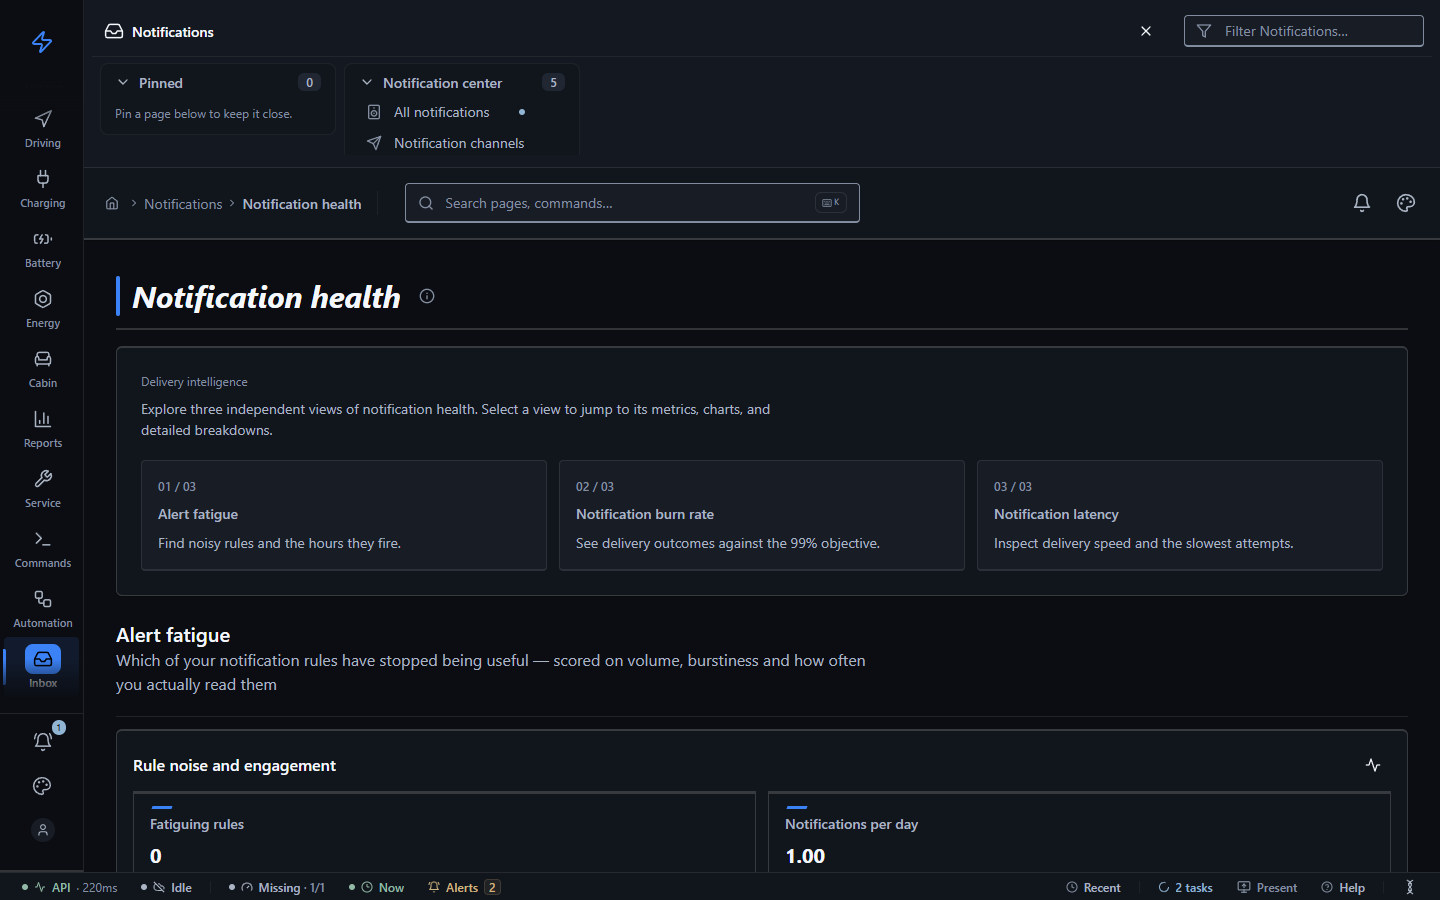 Notifications
Filter Notifications...
Pinned
0
Pin a page below to keep it close.
Notification center
5
All notifications
Notification channels
Driving
Charging
Battery
Energy
Cabin
Reports
Service
Commands
Automation
Inbox
1
Notifications
Notification health
Search pages, commands...
K
Notification health
Delivery intelligence
Explore three independent views of notification health. Select a view to jump to its metrics, charts, and
detailed breakdowns.
01 / 03
Alert fatigue
Find noisy rules and the hours they fire.
02 / 03
Notification burn rate
See delivery outcomes against the 99% objective.
03 / 03
Notification latency
Inspect delivery speed and the slowest attempts.
Alert fatigue
Which of your notification rules have stopped being useful — scored on volume, burstiness and how often
you actually read them
Rule noise and engagement
Fatiguing rules
0
Notifications per day
1.00
API · 220ms
Idle
Missing · 1/1
Now
Alerts 2
Recent
2 tasks
Present
Help